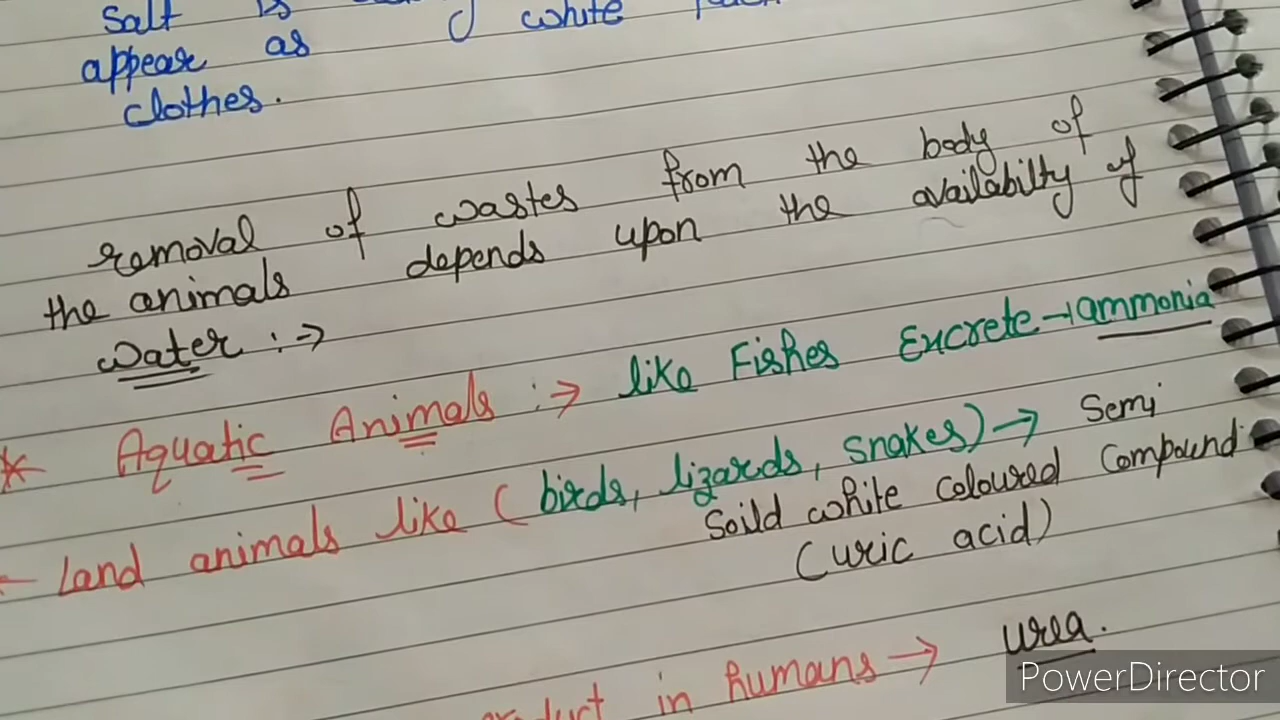 Salt is white
appear as
clothes.
removal of wastes from the body of
the animals depends upon the availabilty of
water :→
* Aquatic Animals :→ like Fishes Excrete → ammonia
- Land animals like ( birds, lizards, snakes) → Semi
Soild white coloured Compound
(uric acid)
in humans → urea.
PowerDirector